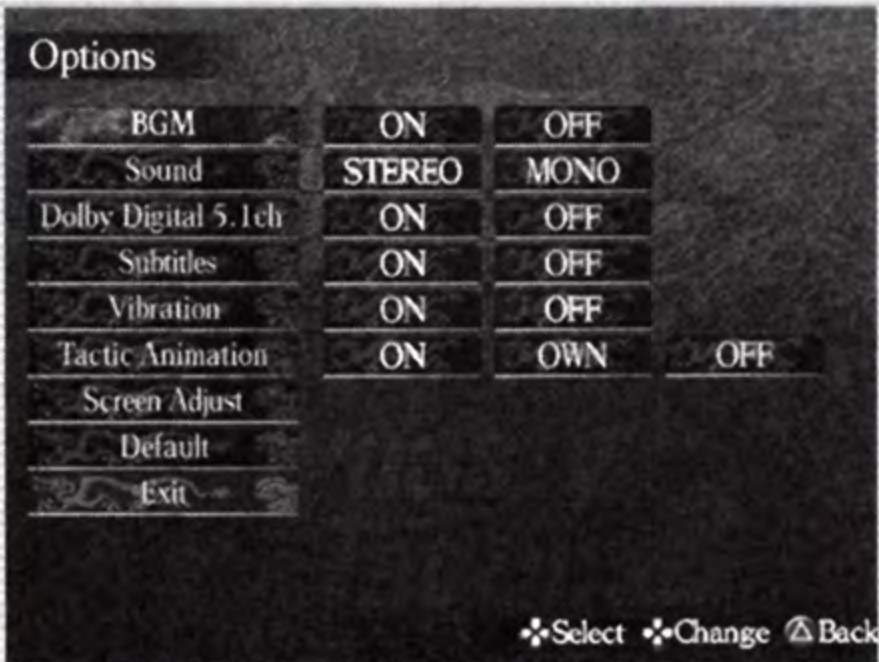 Options
BGM ON OFF
Sound STEREO MONO
Dolby Digital 5.1ch ON OFF
Subtitles ON OFF
Vibration ON OFF
Tactic Animation ON OWN OFF
Screen Adjust
Default
Exit
Select Change Back